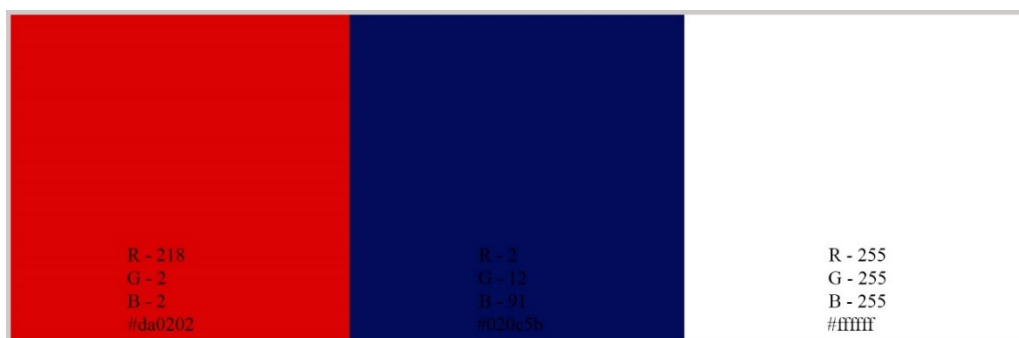 R - 218
G - 2
B - 2
#da0202
R - 2
G - 12
B - 91
#020c5b
R - 255
G - 255
B - 255
#ffffff